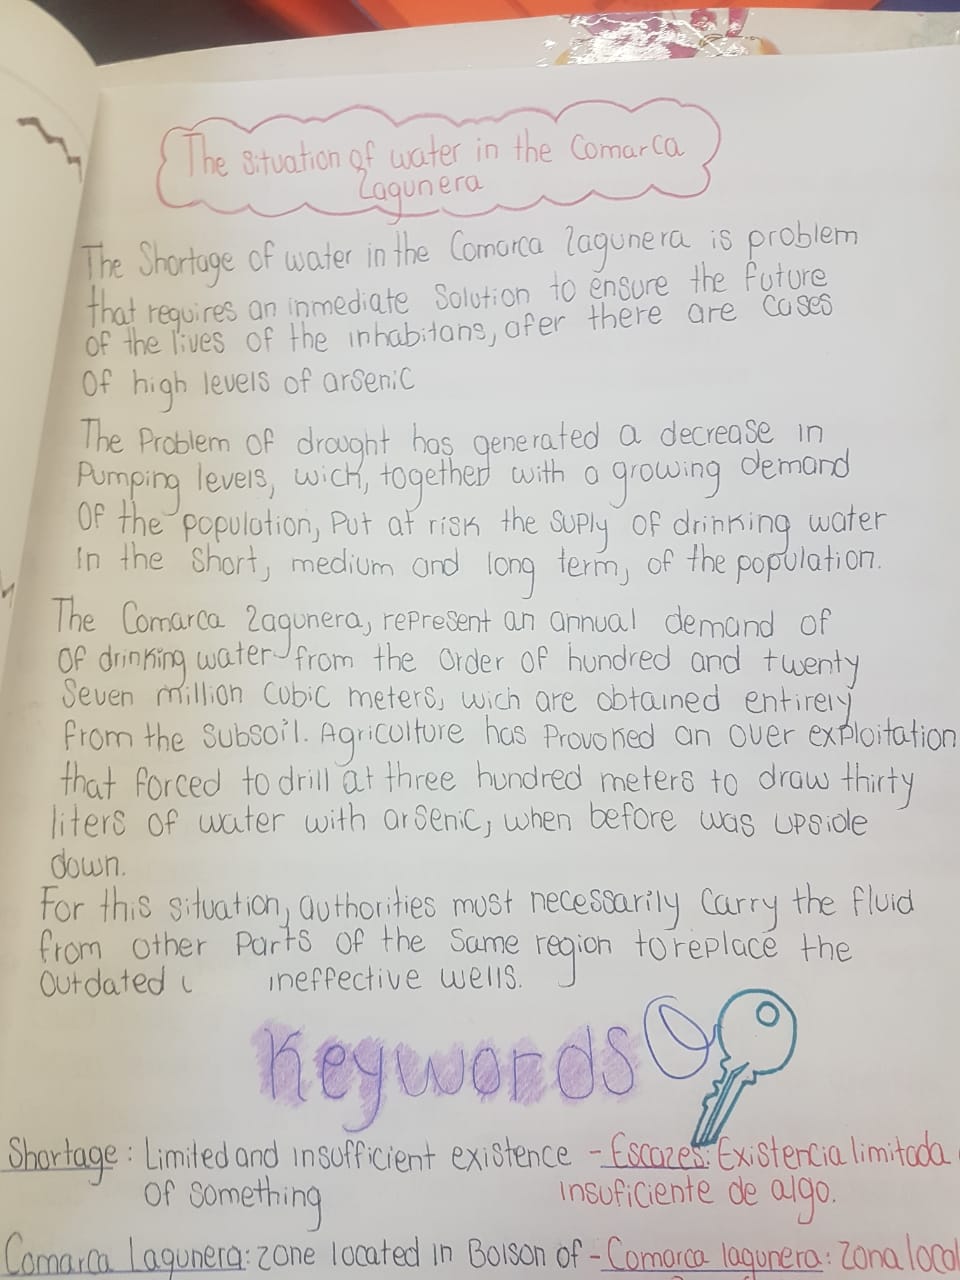 The situation of water in the Comarca
Lagunera
The Shortage of water in the Comarca Lagunera is problem
that requires an inmediate Solution to ensure the future
of the lives of the inhabitans, ofer there are cases
Of high levels of arsenic
The Problem of drought has generated a decrease in
Pumping levels, wich, together with a growing demand
Of the population, Put at risk the suply of drinking water
In the short, medium and long term, of the population.
The Comarca Lagunera, represent an annual demand of
Of drinking water from the order of hundred and twenty
Seven million cubic meters, wich are obtained entirely
from the subsoil. Agriculture has Provoked an over exploitation
that forced to drill at three hundred meters to draw thirty
liters of water with arsenic, when before was upside
down.
For this situation, authorities must necessarily carry the fluid
from other Parts of the same region to replace the
Outdated ineffective wells.
Keywords
Shortage: Limited and insufficient existence - Escazes: Existencia limitada
Of something insuficiente de algo.
Comarca Lagunera: zone located in Bolson of - Comarca lagunera: Zona local